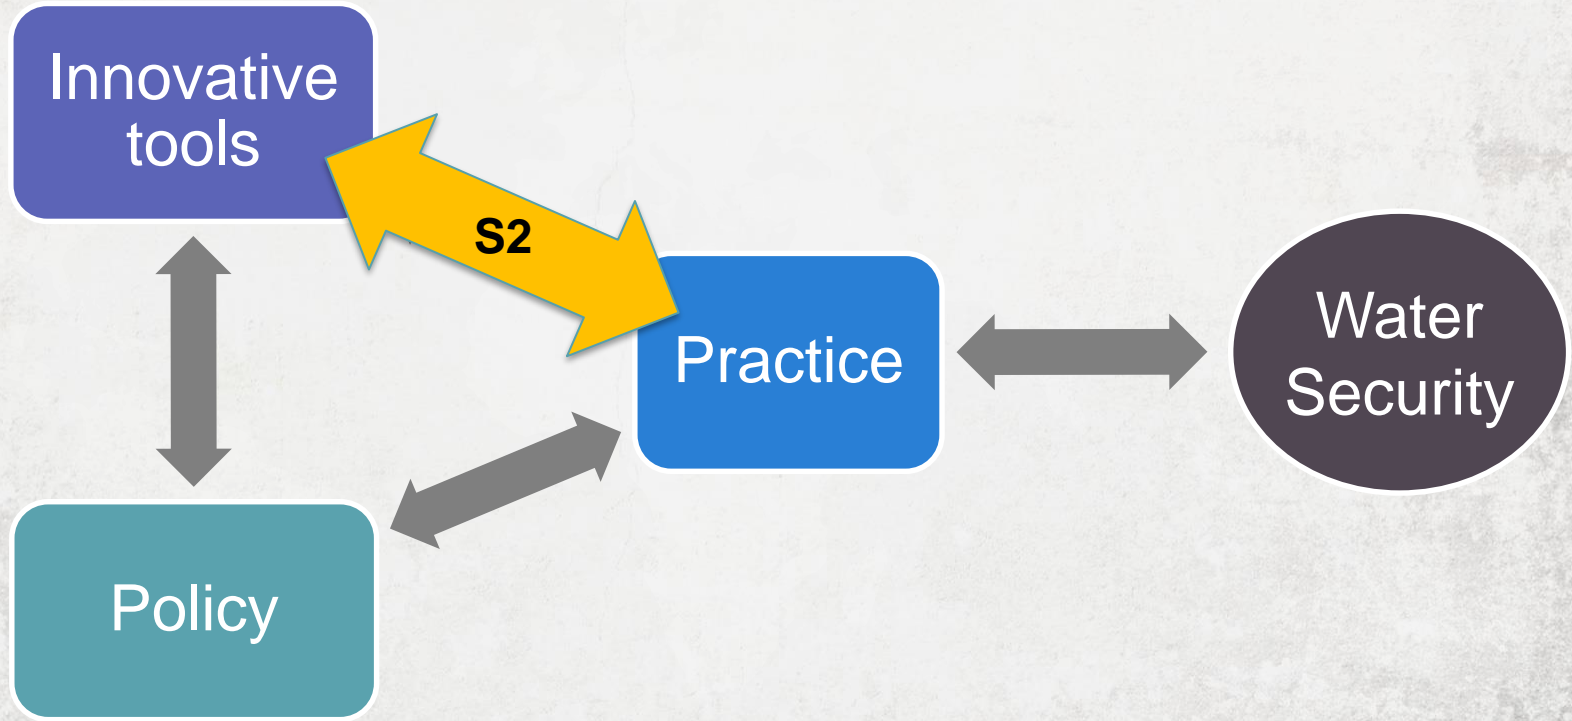 Innovative
tools
S2
Practice
Water
Security
Policy